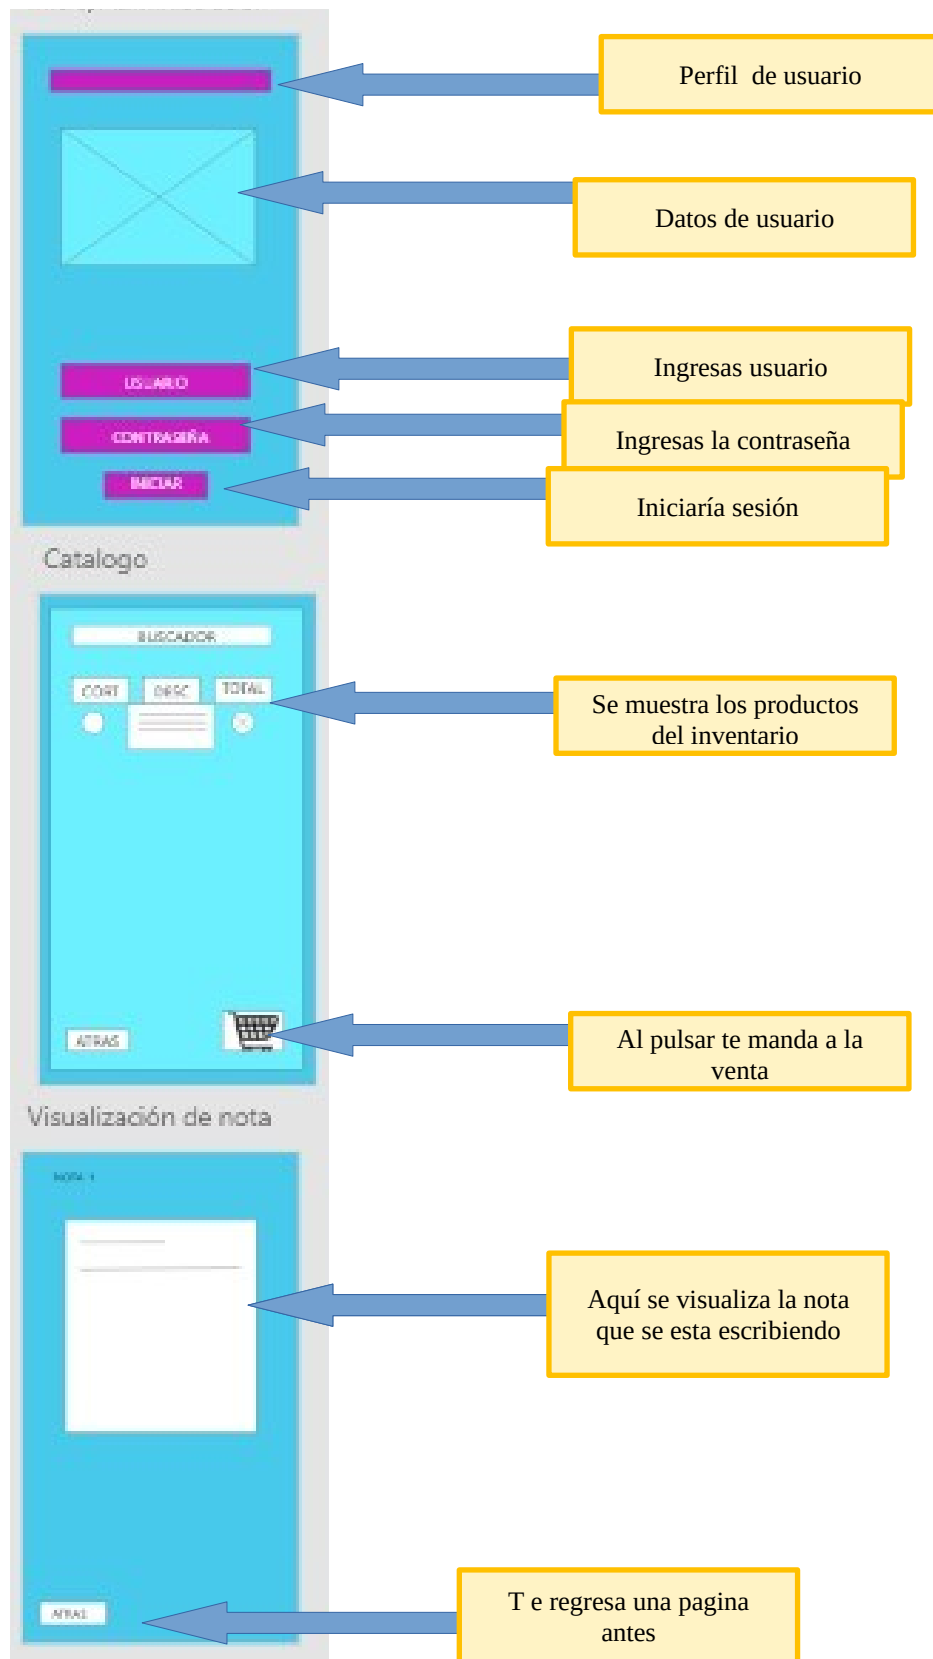 Perfil de usuario
Datos de usuario
USUARIO
Ingresas usuario
CONTRASEÑA
Ingresas la contraseña
INICIAR
Iniciaría sesión
Catalogo
BUSCADOR
DESC
TOTAL
Se muestra los productos
del inventario
ATRAS
Al pulsar te manda a la
venta
Visualización de nota
NOTA 1
Aquí se visualiza la nota
que se esta escribiendo
ATRAS
T e regresa una pagina
antes